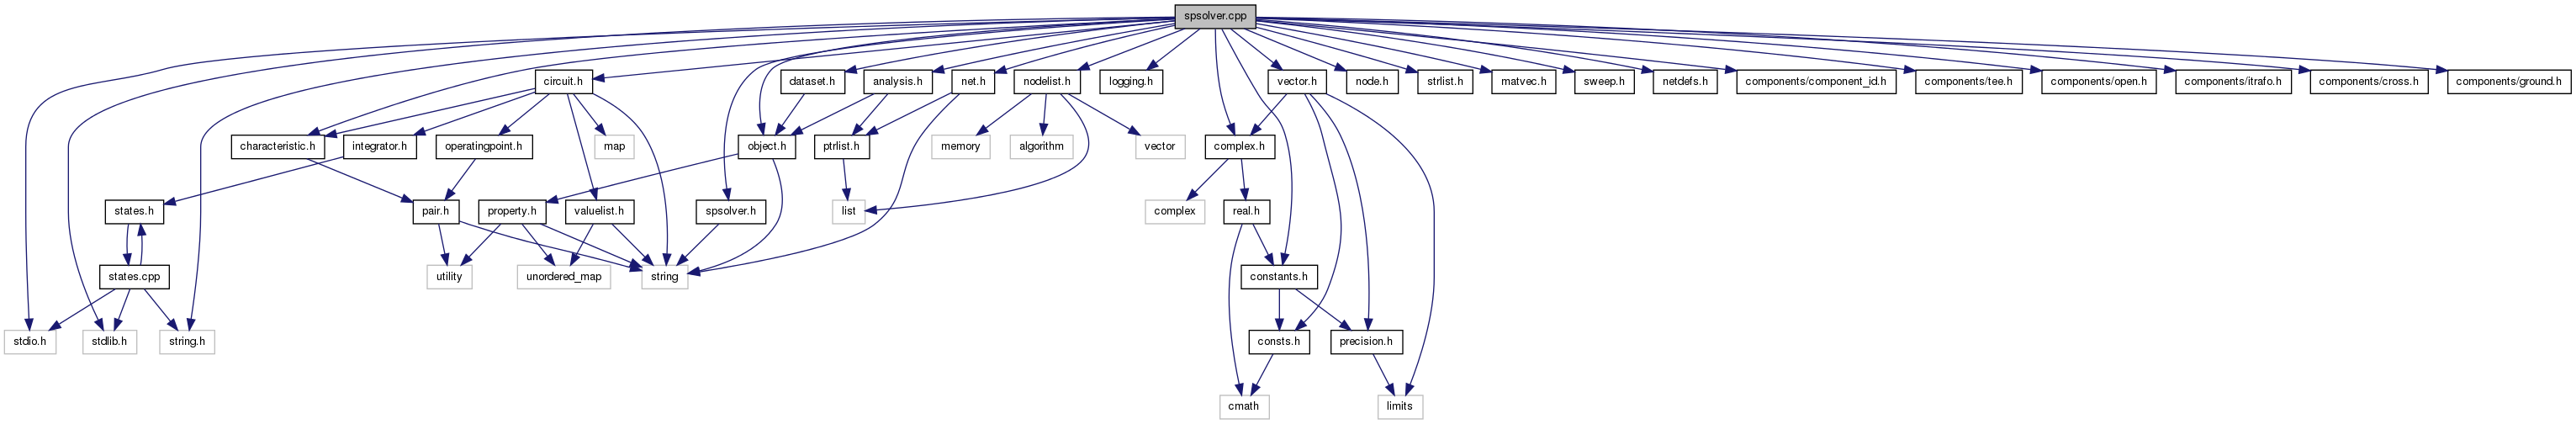 spsolver.cpp
circuit.h
dataset.h
analysis.h
net.h
nodelist.h
logging.h
vector.h
node.h
strlist.h
matvec.h
sweep.h
netdefs.h
components/component_id.h
components/tee.h
components/open.h
components/itrafo.h
components/cross.h
components/ground.h
characteristic.h
integrator.h
operatingpoint.h
map
object.h
ptrlist.h
memory
algorithm
vector
complex.h
states.h
pair.h
property.h
valuelist.h
spsolver.h
list
complex
real.h
states.cpp
utility
unordered_map
string
constants.h
stdio.h
stdlib.h
string.h
consts.h
precision.h
cmath
limits